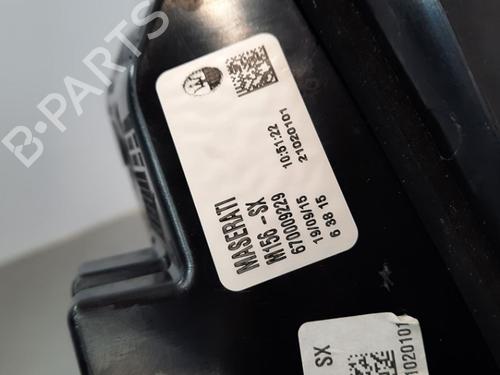 B-PARTS
MASERATI
M156 - SX
670009229
19/09/15 10:51:22
6 38 15 21020101
SX
1020101